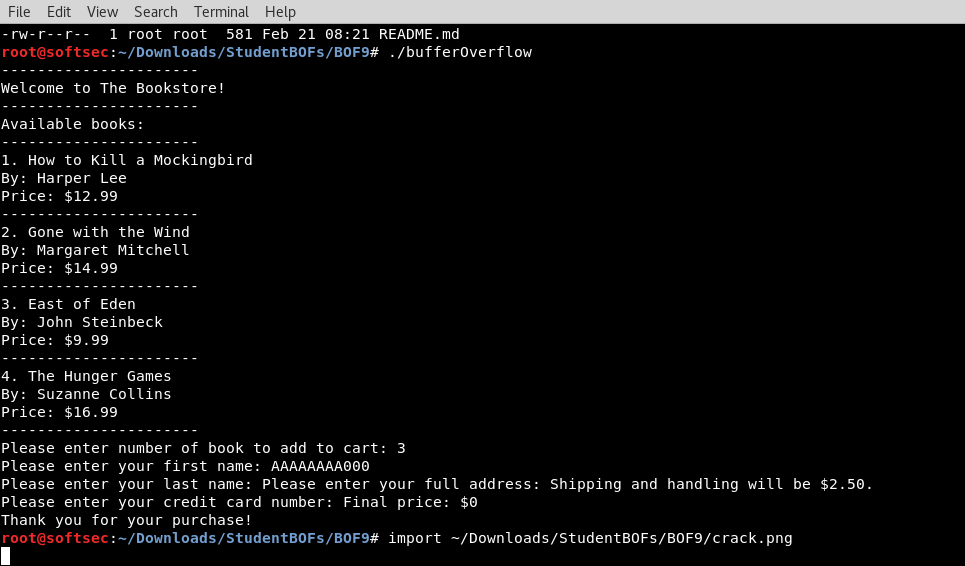 File Edit View Search Terminal Help
-rw-r--r--  1 root root  581 Feb 21 08:21 README.md
root@softsec:~/Downloads/StudentBOFs/BOF9# ./bufferOverflow
----------------------
Welcome to The Bookstore!
----------------------
Available books:
----------------------
1. How to Kill a Mockingbird
By: Harper Lee
Price: $12.99
----------------------
2. Gone with the Wind
By: Margaret Mitchell
Price: $14.99
----------------------
3. East of Eden
By: John Steinbeck
Price: $9.99
----------------------
4. The Hunger Games
By: Suzanne Collins
Price: $16.99
----------------------
Please enter number of book to add to cart: 3
Please enter your first name: AAAAAAAA000
Please enter your last name: Please enter your full address: Shipping and handling will be $2.50.
Please enter your credit card number: Final price: $0
Thank you for your purchase!
root@softsec:~/Downloads/StudentBOFs/BOF9# import ~/Downloads/StudentBOFs/BOF9/crack.png